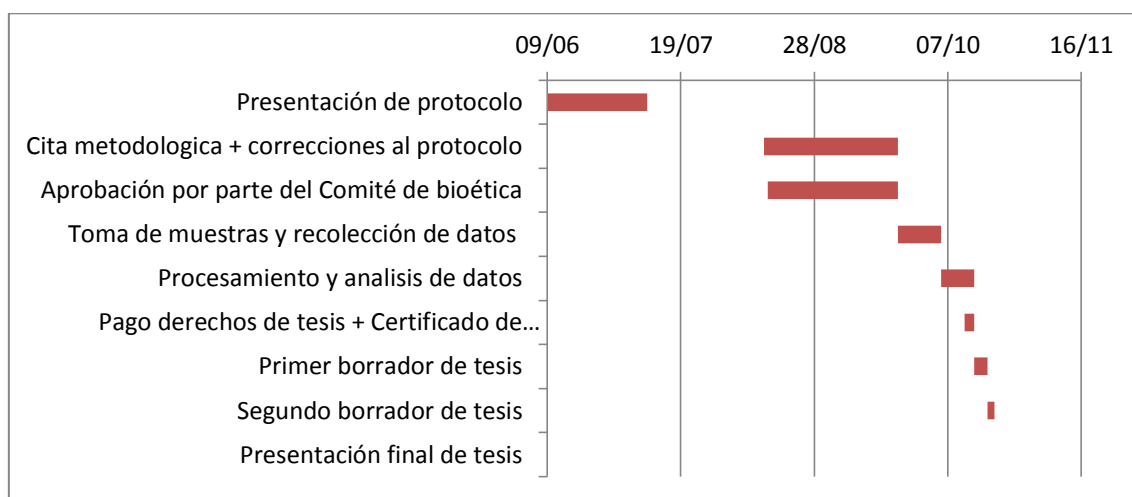 09/06 19/07 28/08 07/10 16/11
Presentación de protocolo
Cita metodologica + correcciones al protocolo
Aprobación por parte del Comité de bioética
Toma de muestras y recolección de datos
Procesamiento y analisis de datos
Pago derechos de tesis + Certificado de...
Primer borrador de tesis
Segundo borrador de tesis
Presentación final de tesis